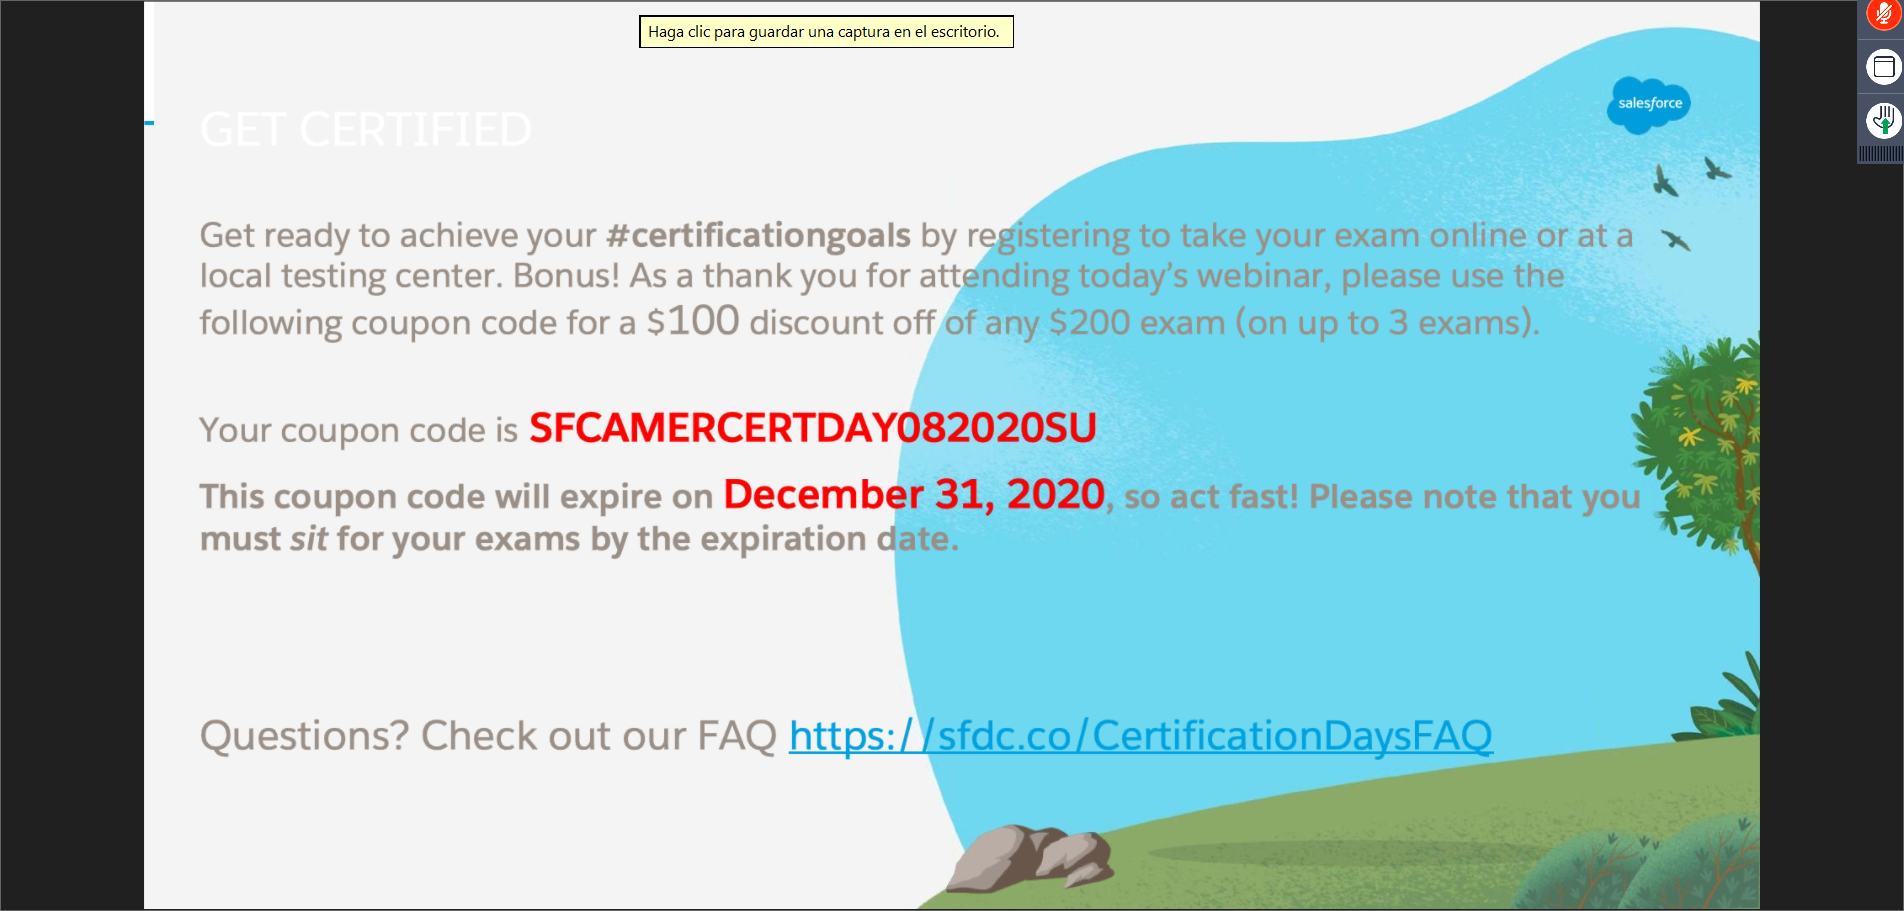 Haga clic para guardar una captura en el escritorio.
salesforce
GET CERTIFIED
Get ready to achieve your #certificationgoals by registering to take your exam online or at a
local testing center. Bonus! As a thank you for attending today’s webinar, please use the
following coupon code for a $100 discount off of any $200 exam (on up to 3 exams).
Your coupon code is SFCAMERCERTDAY082020SU
This coupon code will expire on December 31, 2020, so act fast! Please note that you
must sit for your exams by the expiration date.
Questions? Check out our FAQ https://sfdc.co/CertificationDaysFAQ